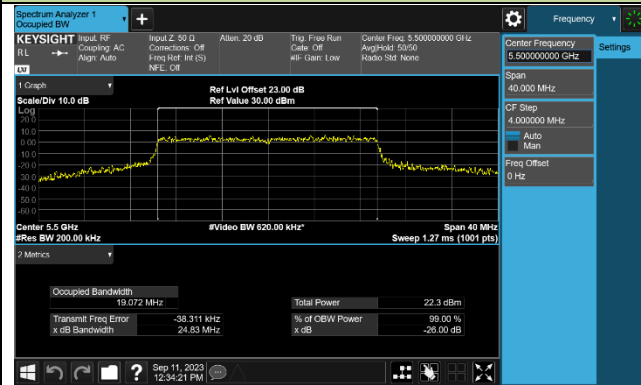 Spectrum Analyzer 1
Occupied BW
Frequency
KEYSIGHT
RL
LXI
Input: RF
Coupling: AC
Align: Auto
Input Z: 50 Ω
Corrections: Off
Freq Ref: Int (S)
NFE: Off
Atten: 20 dB
Trig: Free Run
Gate: Off
#IF Gain: Low
Center Freq: 5.500000000 GHz
Avg|Hold: 50/50
Radio Std: None
Center Frequency
5.500000000 GHz
Settings
Span
40.000 MHz
CF Step
4.000000 MHz
Auto
Man
Freq Offset
0 Hz
1 Graph
Scale/Div 10.0 dB
Ref Lvl Offset 23.00 dB
Ref Value 30.00 dBm
Log
20.0
10.0
0.00
-10.0
-20.0
-30.0
-40.0
-50.0
-60.0
Center 5.5 GHz
#Video BW 620.00 kHz*
Span 40 MHz
#Res BW 200.00 kHz
Sweep 1.27 ms (1001 pts)
2 Metrics
Occupied Bandwidth
19.072 MHz
Total Power
22.3 dBm
Transmit Freq Error
-38.311 kHz
% of OBW Power
99.00 %
x dB Bandwidth
24.83 MHz
x dB
-26.00 dB
Sep 11, 2023
12:34:21 PM